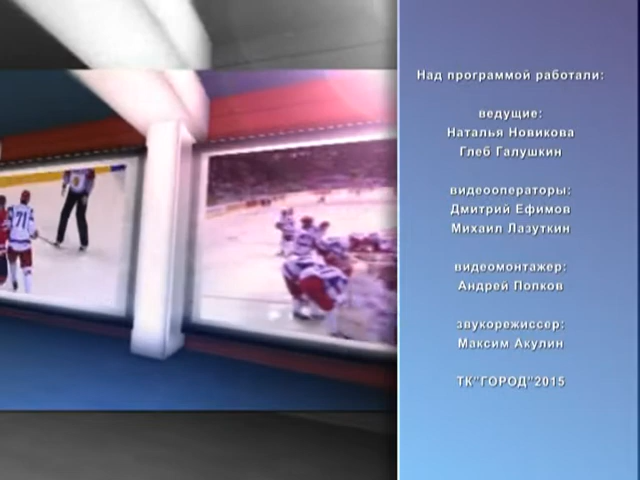 Над программой работали:
ведущие:
Наталья Новикова
Глеб Галушкин
видеооператоры:
Дмитрий Ефимов
Михаил Лазуткин
видеомонтажер:
Андрей Попков
звукорежиссер:
Максим Акулин
ТК"ГОРОД"2015
71